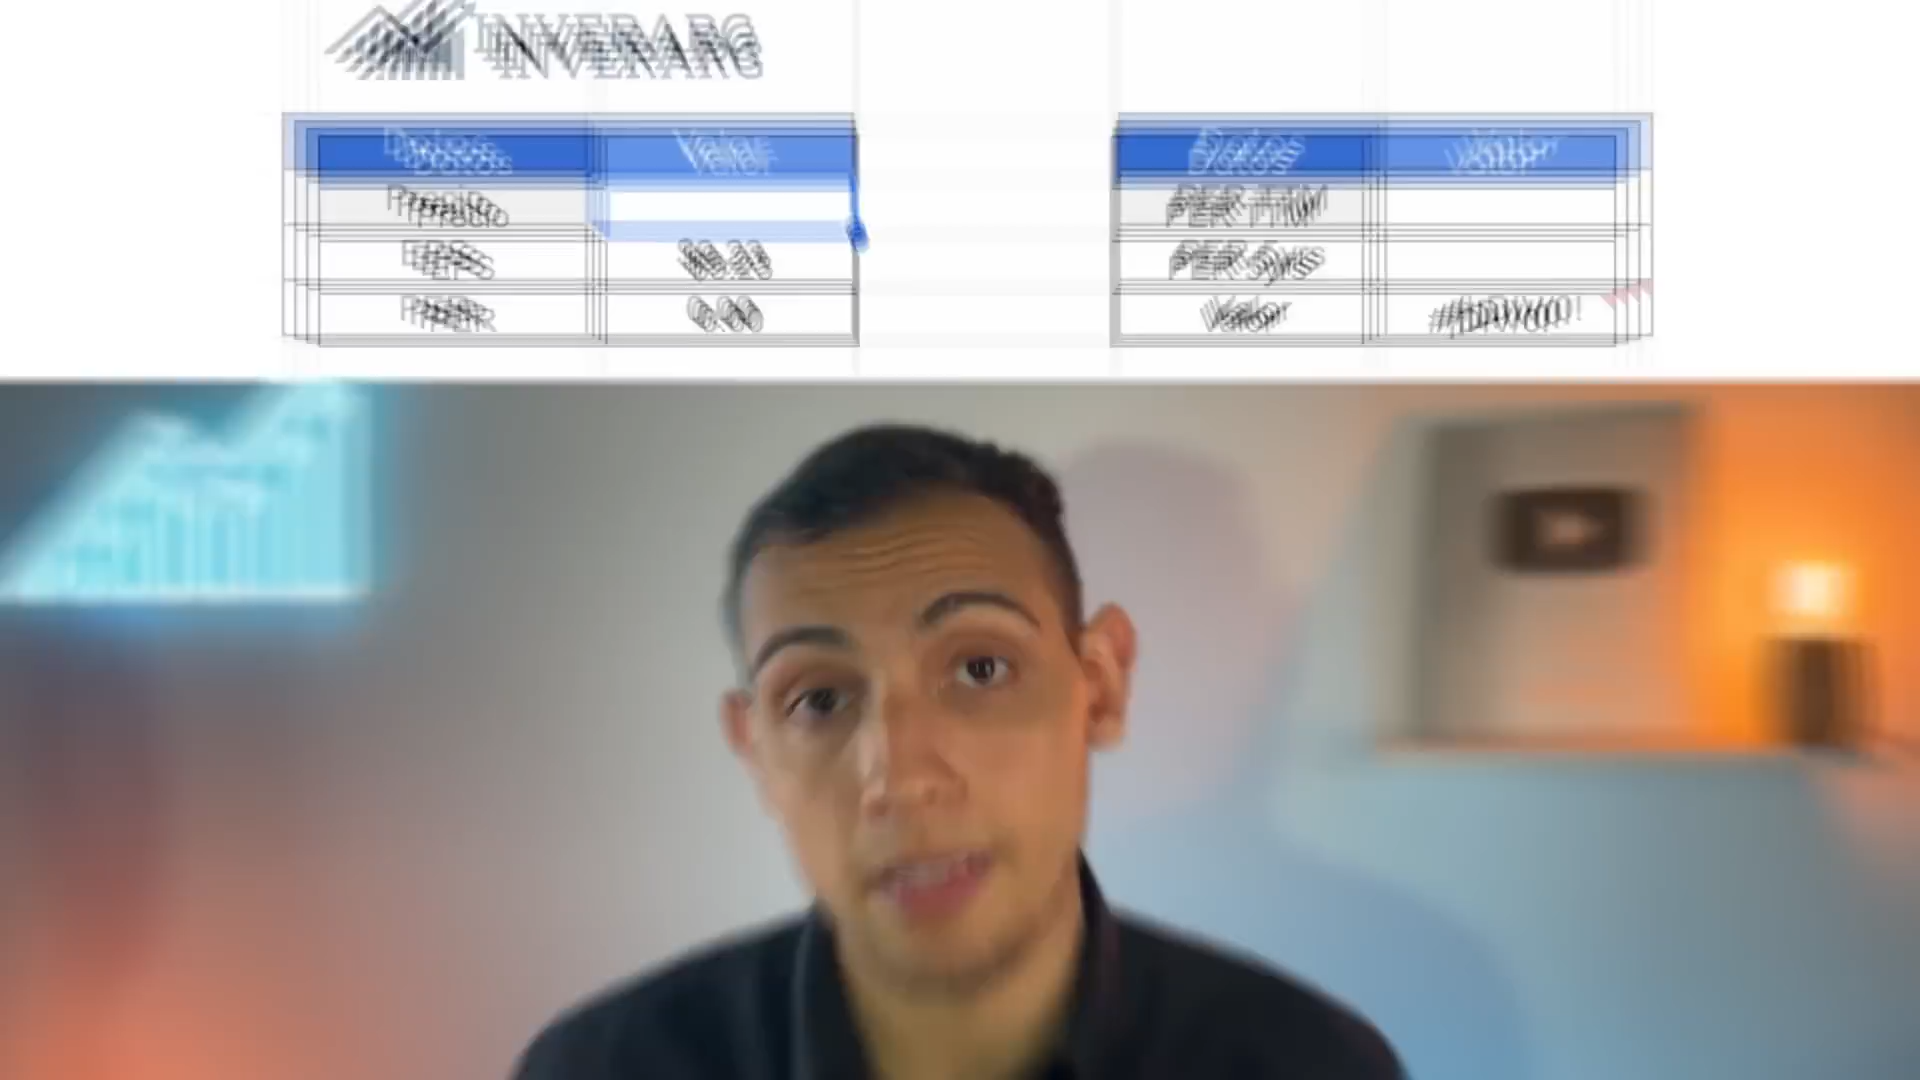 INVERARG
Datos Valor
Precio
EPS
PER 0.00
Datos Valor
PER TTM
PER 5yrs
Valor #¡DIV/0!